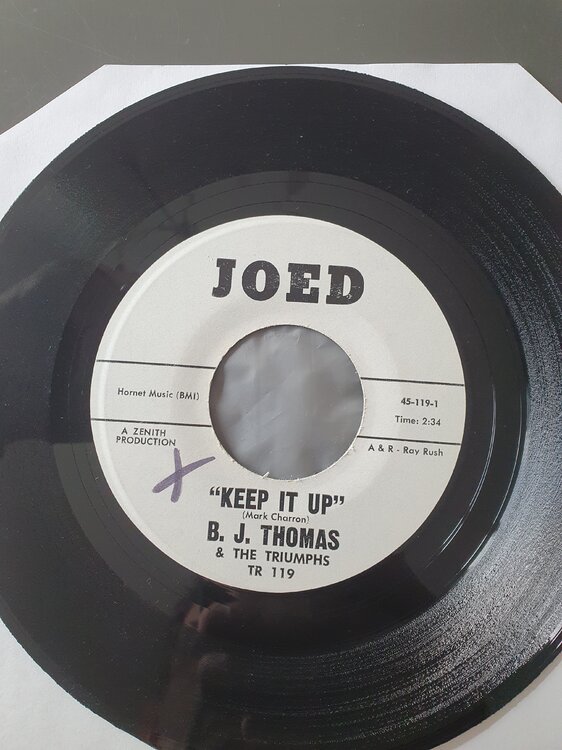 JOED
Hornet Music (BMI)
45-119-1
Time: 2:34
A ZENITH
PRODUCTION
A & R - Ray Rush
X
"KEEP IT UP"
(Mark Charron)
B. J. THOMAS
& THE TRIUMPHS
TR 119